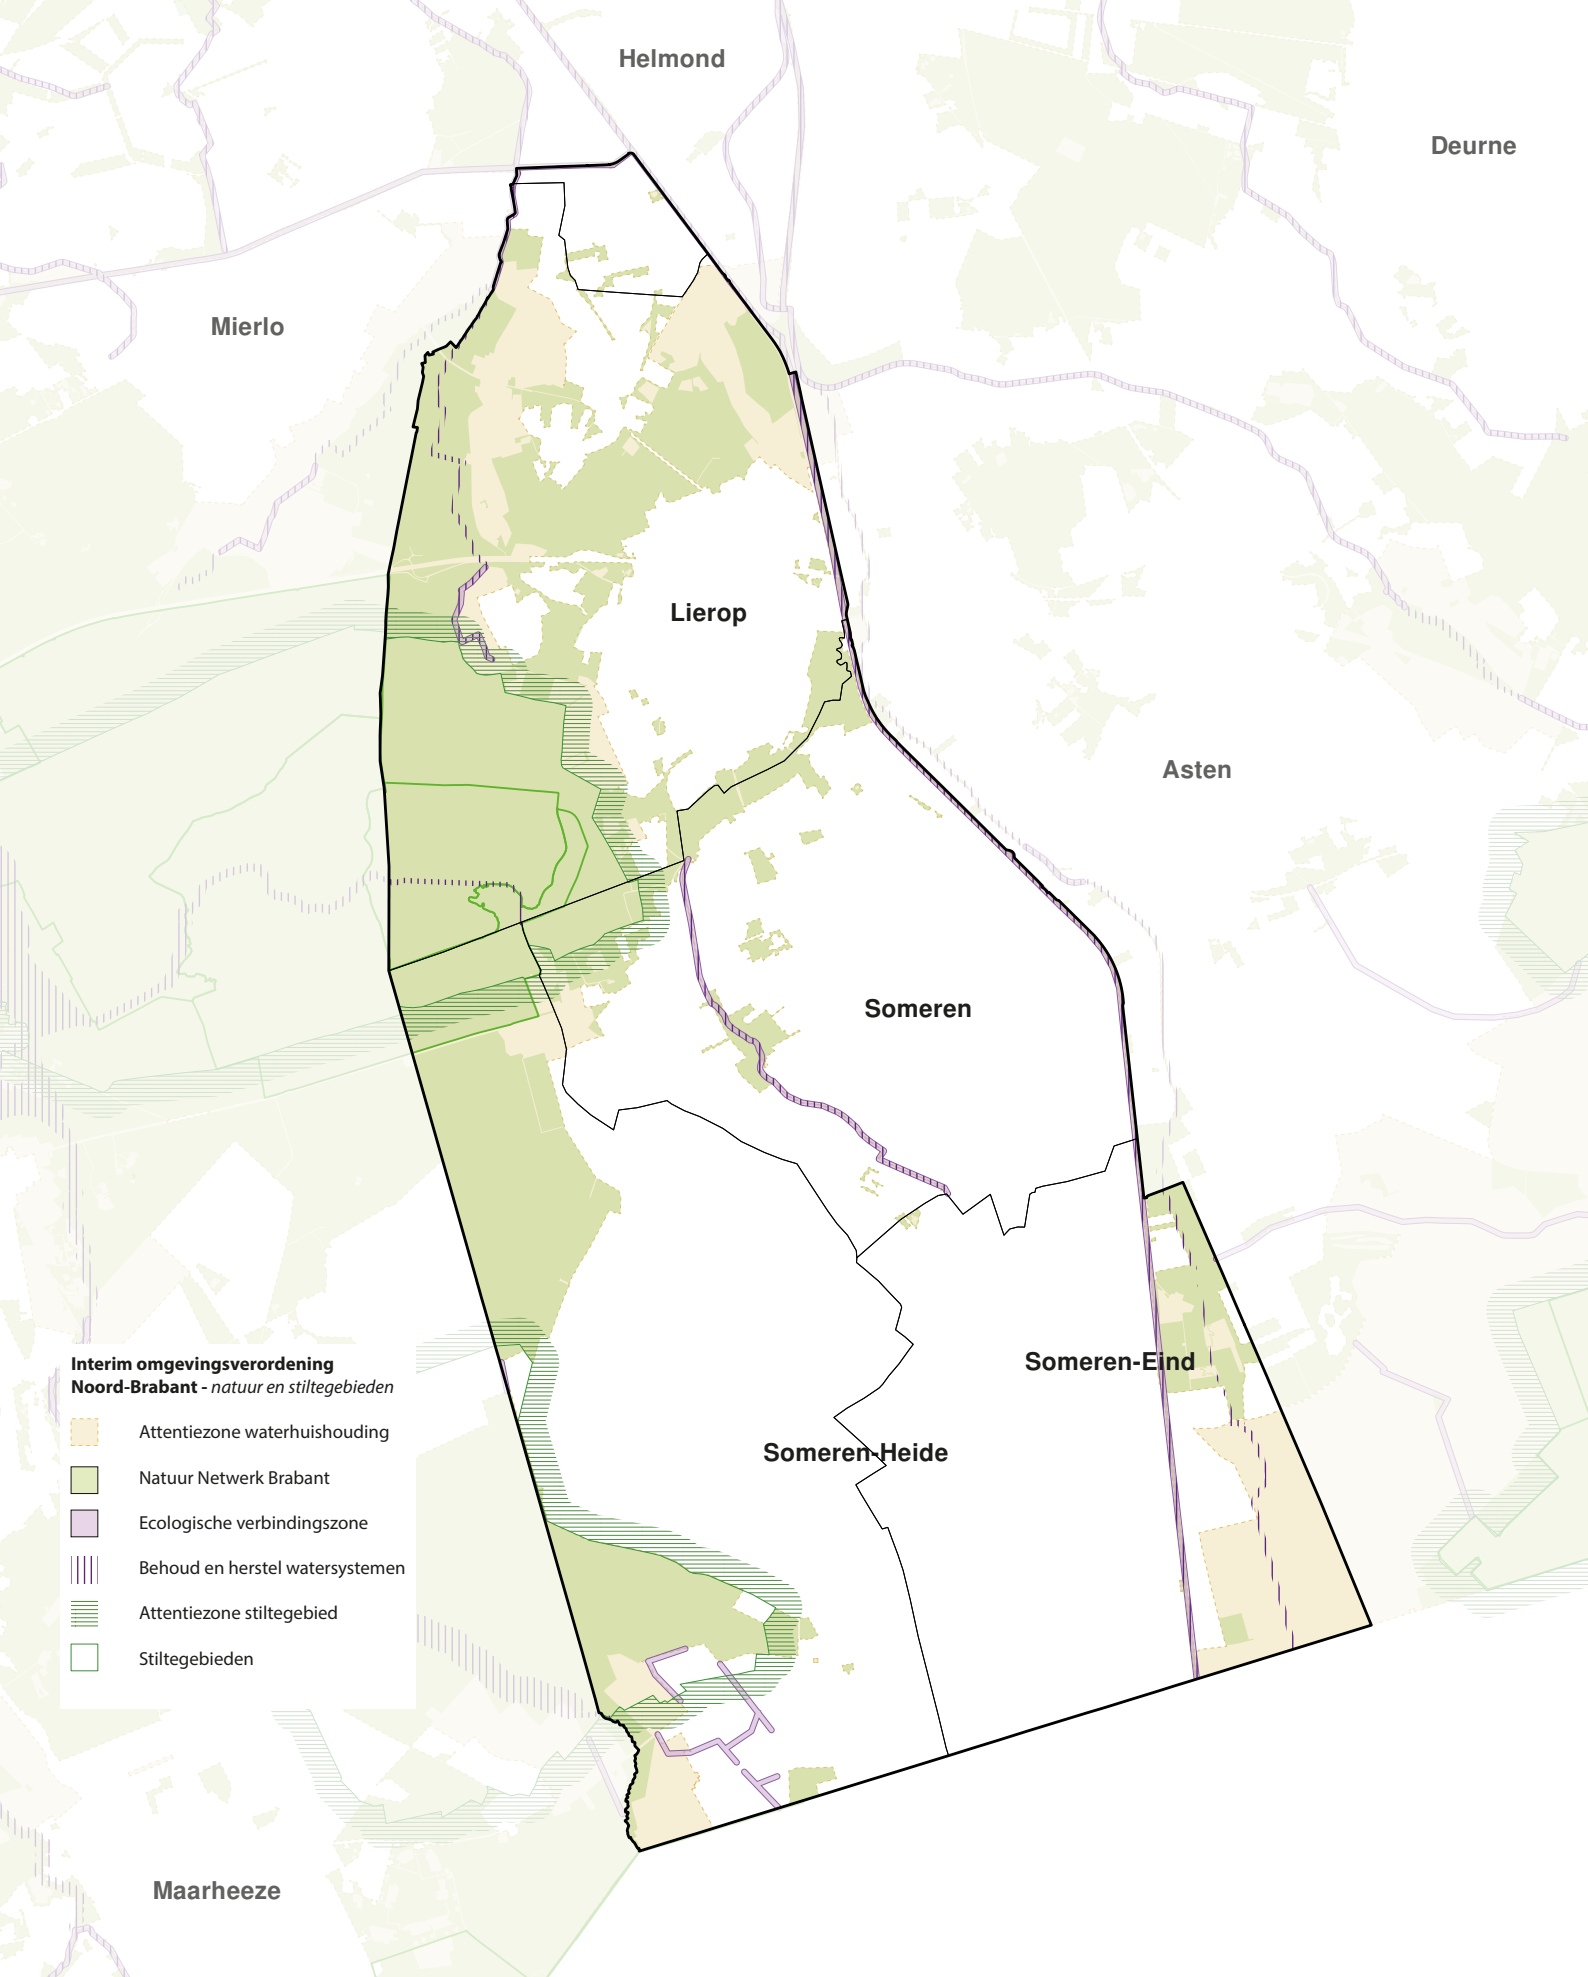 Helmond
Deurne
Mierlo
Lierop
Asten
Someren
Someren-Eind
Someren-Heide
Maarheeze
Interim omgevingsverordening
Noord-Brabant - natuur en stiltegebieden
Attentiezone waterhuishouding
Natuur Netwerk Brabant
Ecologische verbindingszone
Behoud en herstel watersystemen
Attentiezone stiltegebied
Stiltegebieden